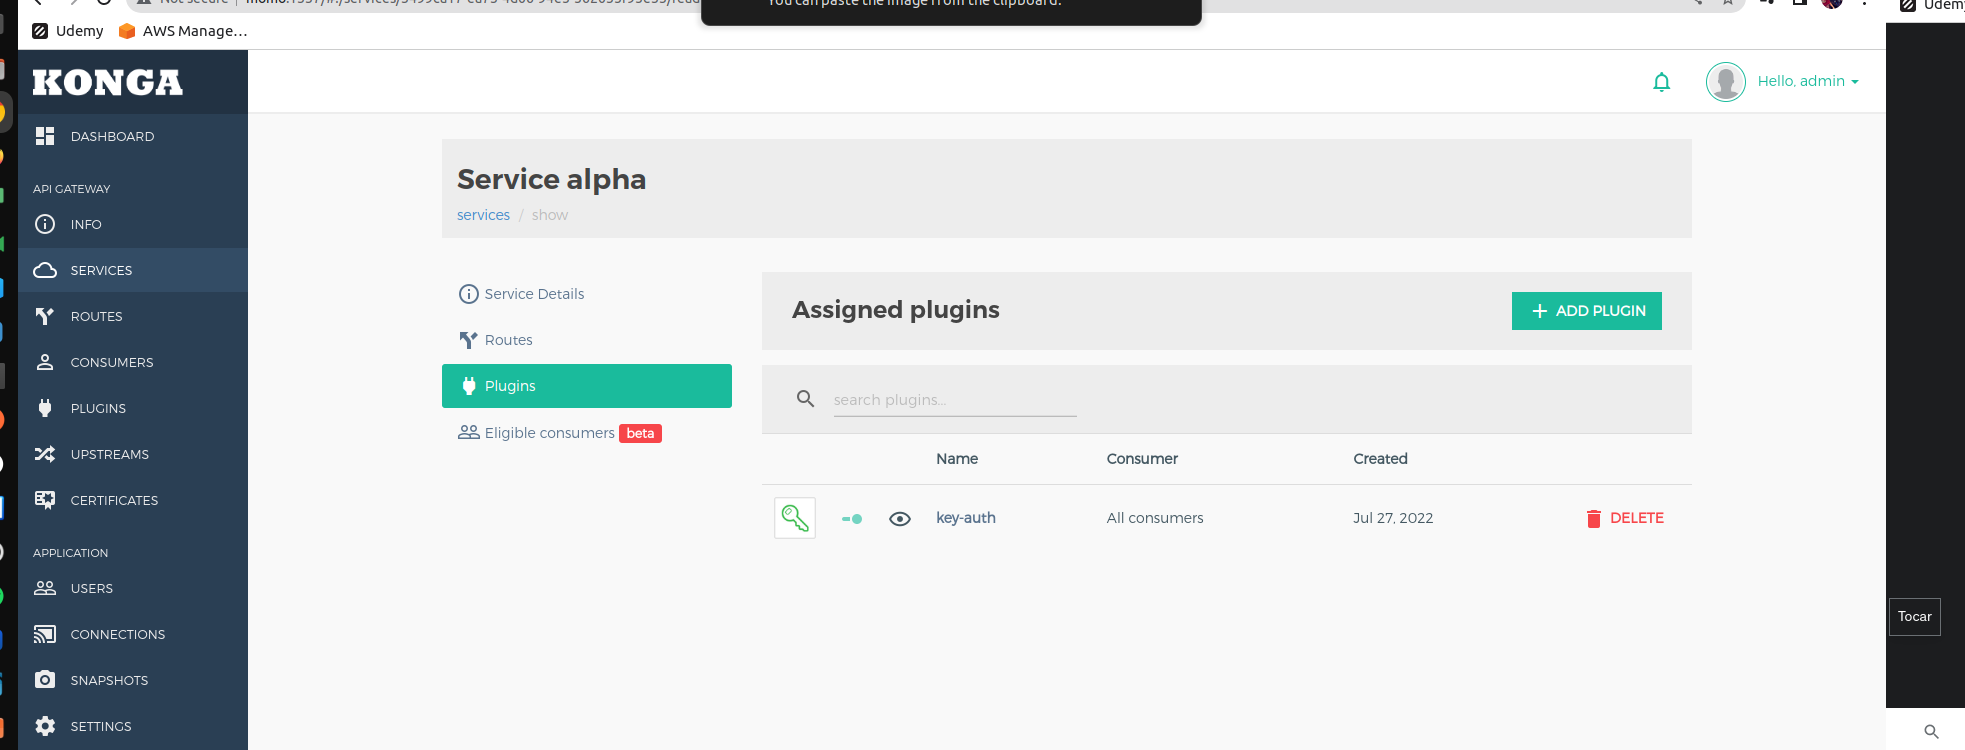 You can paste the image from the clipboard.
Not secure
Udemy
AWS Manage...
Udemy
KONGA
Hello, admin
DASHBOARD
API GATEWAY
INFO
SERVICES
ROUTES
CONSUMERS
PLUGINS
UPSTREAMS
CERTIFICATES
APPLICATION
USERS
CONNECTIONS
SNAPSHOTS
SETTINGS
Service alpha
services / show
Service Details
Routes
Plugins
Eligible consumers beta
Assigned plugins
ADD PLUGIN
search plugins...
Name Consumer Created
key-auth All consumers Jul 27, 2022 DELETE
Tocar